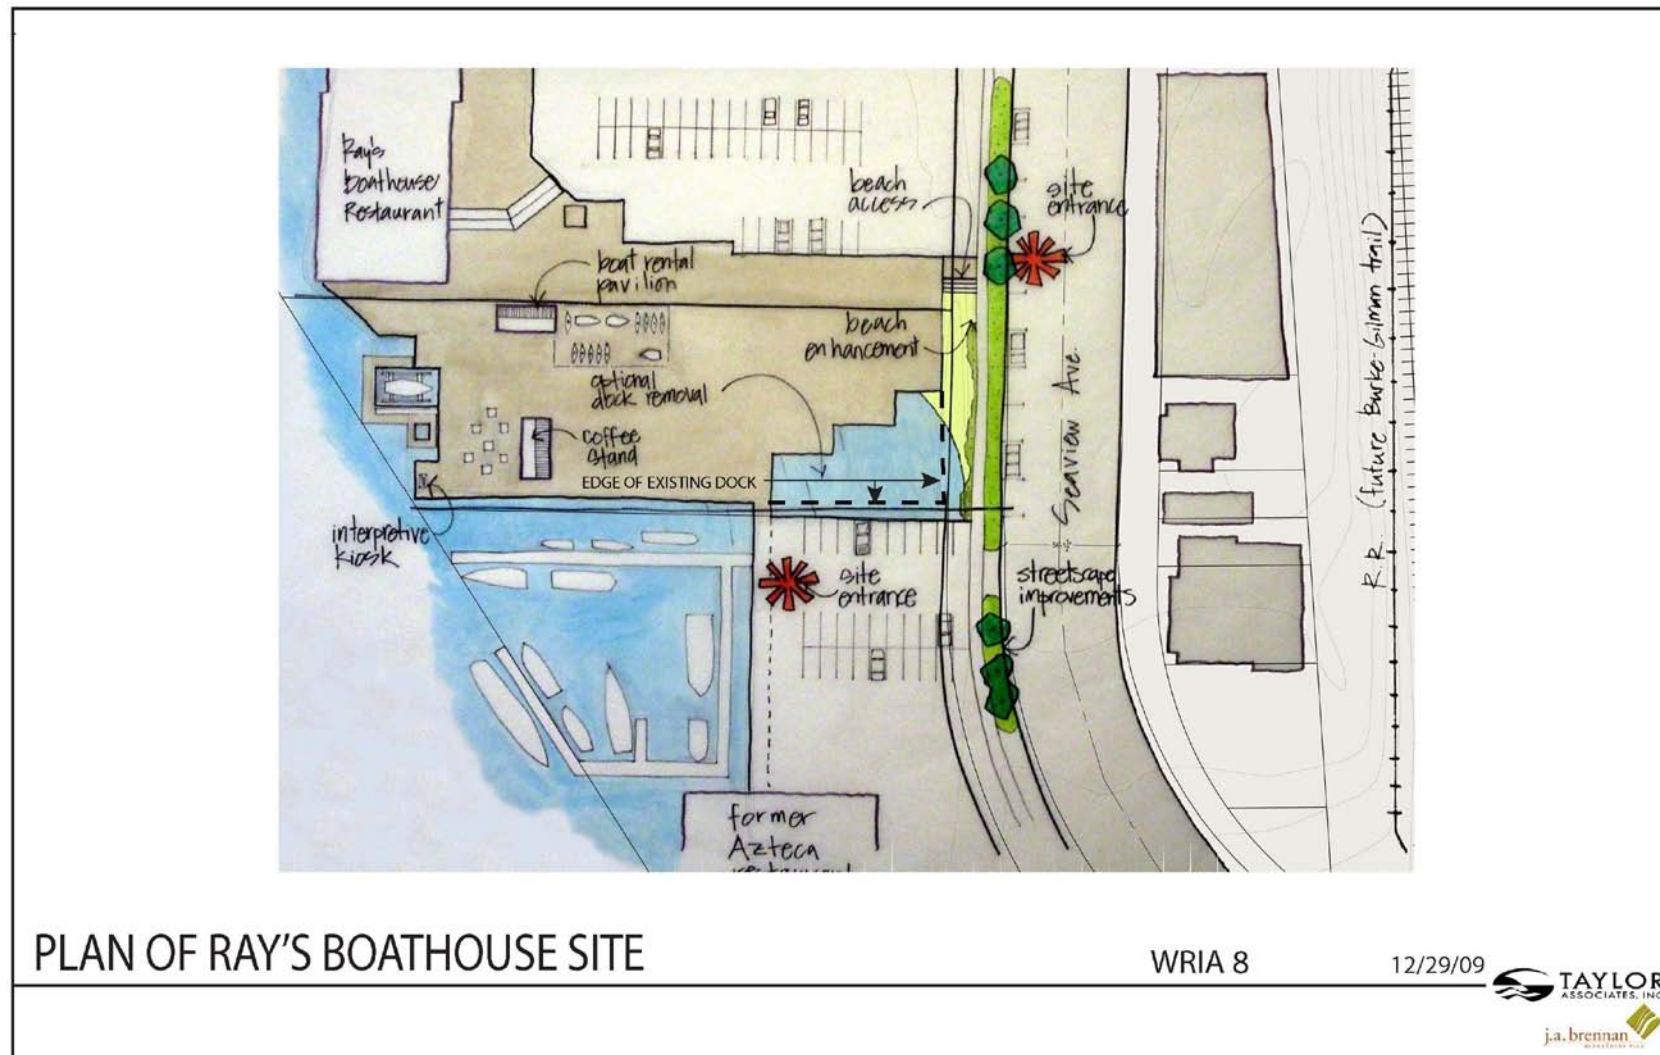 Ray's
boathouse
Restaurant
beach
access
site
entrance
boat rental
pavilion
beach
enhancement
optional
dock removal
coffee
stand
EDGE OF EXISTING DOCK
interpretive
kiosk
site
entrance
streetscape
improvements
Seaview Ave.
R.R. (future Burke-Gilman trail)
former
Azteca
restaurant
PLAN OF RAY'S BOATHOUSE SITE
WRIA 8
12/29/09
TAYLOR
ASSOCIATES, INC
j.a. brennan